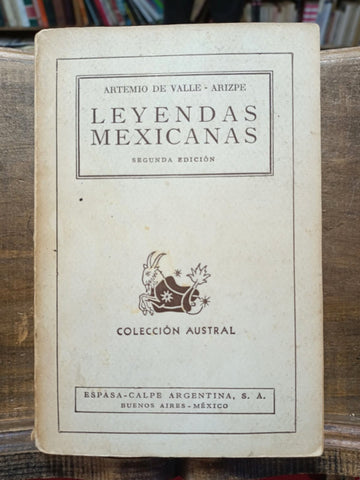 ARTEMIO DE VALLE - ARIZPE
LEYENDAS
MEXICANAS
SEGUNDA EDICIÓN
COLECCIÓN AUSTRAL
ESPASA-CALPE ARGENTINA, S. A.
BUENOS AIRES - MÉXICO